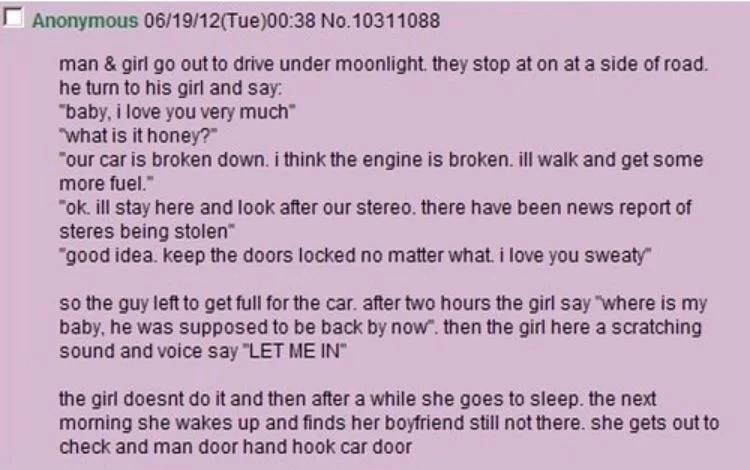 Anonymous 06/19/12(Tue)00:38 No.10311088
man & girl go out to drive under moonlight. they stop at on at a side of road.
he turn to his girl and say:
"baby, i love you very much"
"what is it honey?"
"our car is broken down. i think the engine is broken. ill walk and get some
more fuel."
"ok. ill stay here and look after our stereo. there have been news report of
steres being stolen"
"good idea. keep the doors locked no matter what. i love you sweaty"
so the guy left to get full for the car. after two hours the girl say "where is my
baby, he was supposed to be back by now". then the girl here a scratching
sound and voice say "LET ME IN"
the girl doesnt do it and then after a while she goes to sleep. the next
morning she wakes up and finds her boyfriend still not there. she gets out to
check and man door hand hook car door